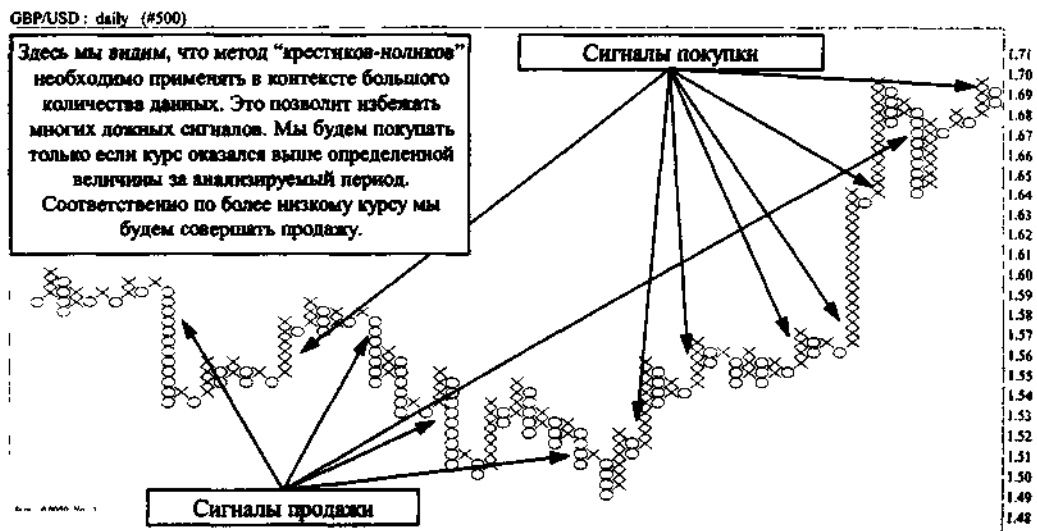 GBP/USD : daily (#500)
Здесь мы видим, что метод “крестиков-ноликов”
необходимо применять в контексте большого
количества данных. Это позволит избежать
многих ложных сигналов. Мы будем покупать
только если курс оказался выше определенной
величины за анализируемый период.
Соответственно по более низкому курсу мы
будем совершать продажу.
Сигналы покупки
1.71
1.70
1.69
1.68
1.67
1.66
1.65
1.64
1.63
1.62
1.61
1.60
1.59
1.58
1.57
1.56
1.55
1.54
1.53
1.52
1.51
1.50
1.49
1.48
Сигналы продажи